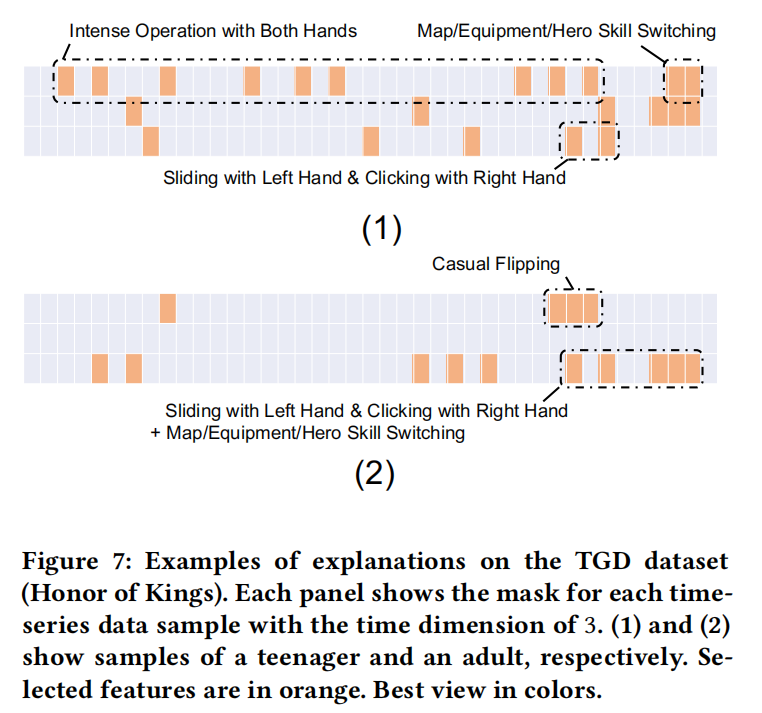 Intense Operation with Both Hands
Map/Equipment/Hero Skill Switching
Sliding with Left Hand & Clicking with Right Hand
(1)
Casual Flipping
Sliding with Left Hand & Clicking with Right Hand
+ Map/Equipment/Hero Skill Switching
(2)
Figure 7: Examples of explanations on the TGD dataset
(Honor of Kings). Each panel shows the mask for each time-
series data sample with the time dimension of 3. (1) and (2)
show samples of a teenager and an adult, respectively. Se-
lected features are in orange. Best view in colors.